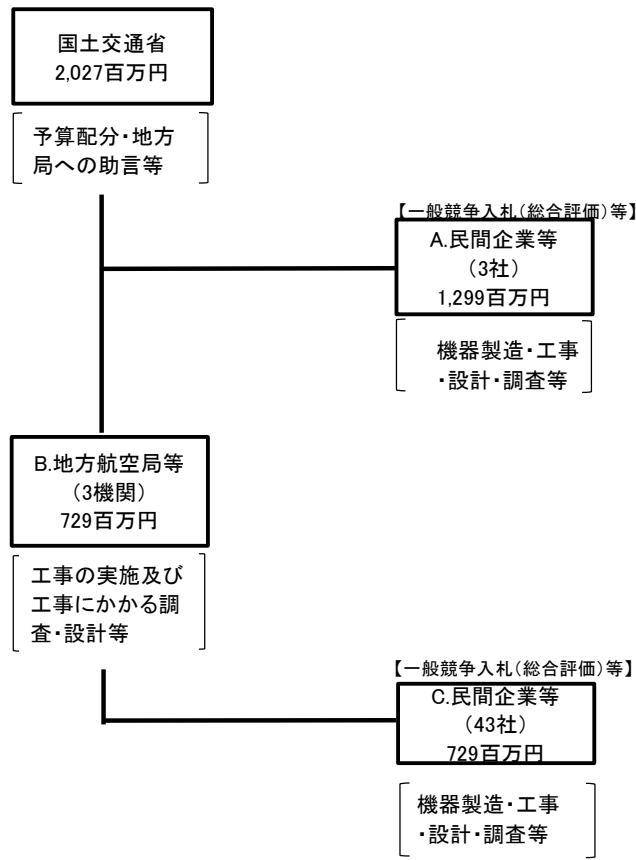 国土交通省
2,027百万円
予算配分・地方
局への助言等
【一般競争入札（総合評価）等】
A.民間企業等
（3社）
1,299百万円
機器製造・工事
・設計・調査等
B.地方航空局等
（3機関）
729百万円
工事の実施及び
工事にかかる調
査・設計等
【一般競争入札（総合評価）等】
C.民間企業等
（43社）
729百万円
機器製造・工事
・設計・調査等